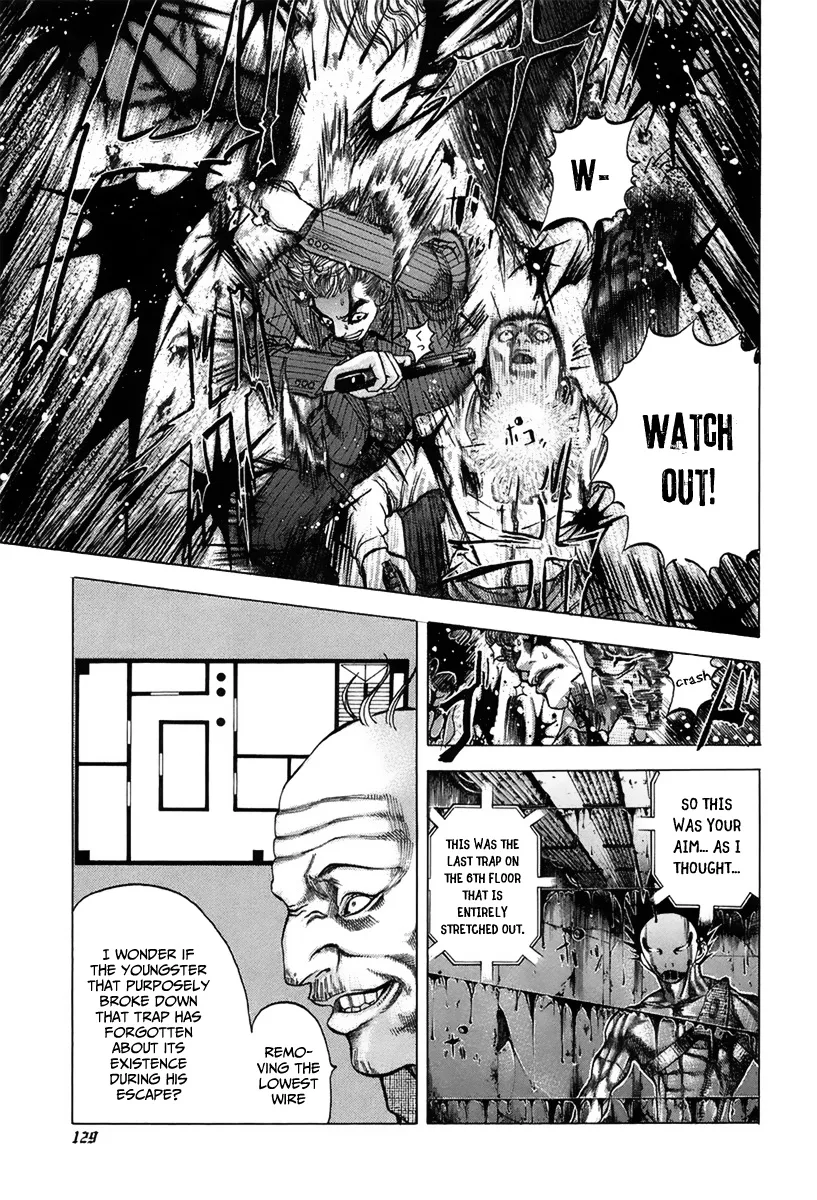 W-
WATCH
OUT!
ポコ
crash
SO THIS
WAS YOUR
AIM... AS I
THOUGHT...
THIS WAS THE
LAST TRAP ON
THE 6TH FLOOR
THAT IS
ENTIRELY
STRETCHED OUT.
REMO-
VING THE
LOWEST
WIRE
I WONDER IF
THE YOUNGSTER
THAT PURPOSELY
BROKE DOWN
THAT TRAP HAS
FORGOTTEN
ABOUT ITS
EXISTENCE
DURING HIS
ESCAPE?
129